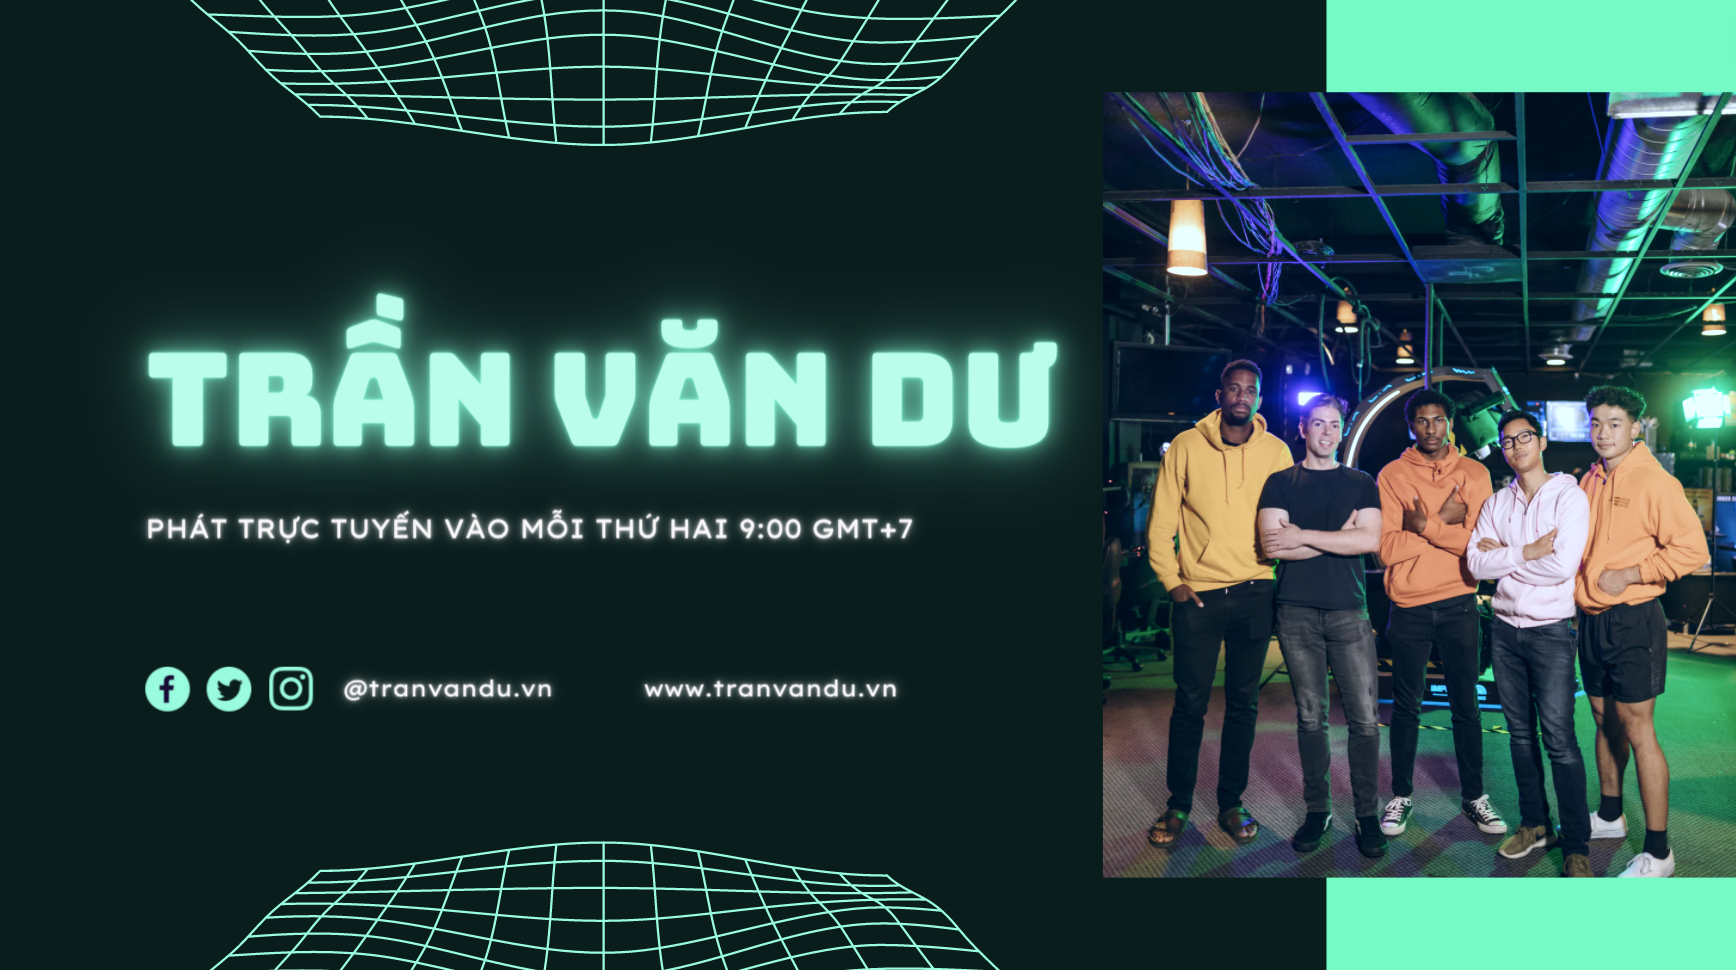 TRẦN VĂN DƯ
PHÁT TRỰC TUYẾN VÀO MỖI THỨ HAI 9:00 GMT+7
@tranvandu.vn
www.tranvandu.vn